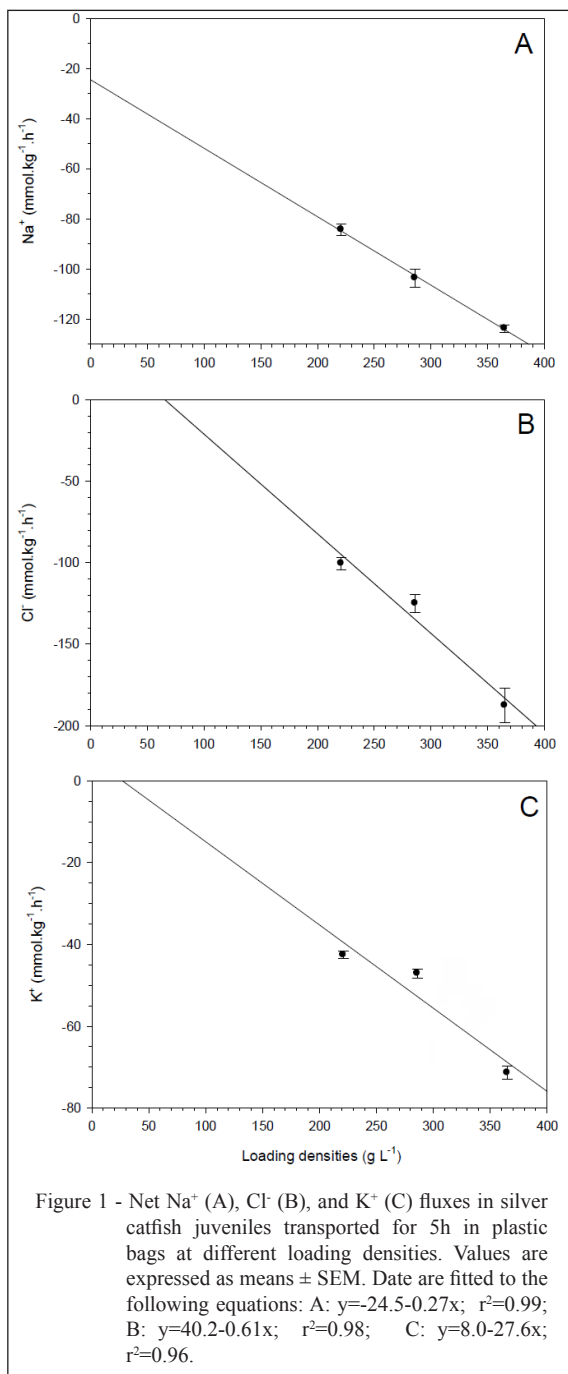 A
0
-20
-40
-60
-80
-100
-120
Na⁺ (mmol.kg⁻¹.h⁻¹)
0 50 100 150 200 250 300 350 400
B
0
-50
-100
-150
-200
Cl⁻ (mmol.kg⁻¹.h⁻¹)
0 50 100 150 200 250 300 350 400
C
0
-20
-40
-60
-80
K⁺ (mmol.kg⁻¹.h⁻¹)
0 50 100 150 200 250 300 350 400
Loading densities (g L⁻¹)
Figure 1 - Net Na⁺ (A), Cl⁻ (B), and K⁺ (C) fluxes in silver
catfish juveniles transported for 5h in plastic
bags at different loading densities. Values are
expressed as means ± SEM. Date are fitted to the
following equations: A: y=-24.5-0.27x; r²=0.99;
B: y=40.2-0.61x; r²=0.98; C: y=8.0-27.6x;
r²=0.96.